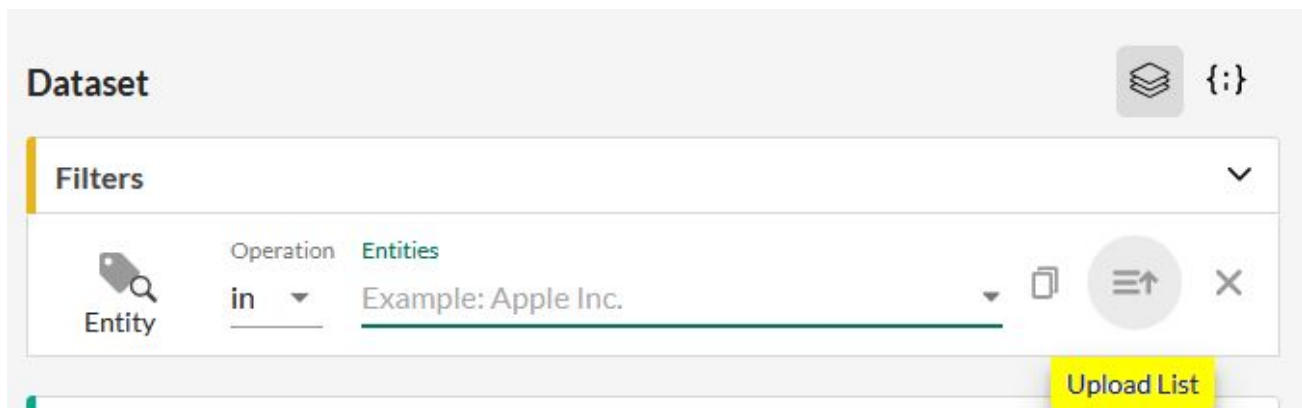 Dataset
{;}
Filters
Operation Entities
in Example: Apple Inc.
Entity
Upload List